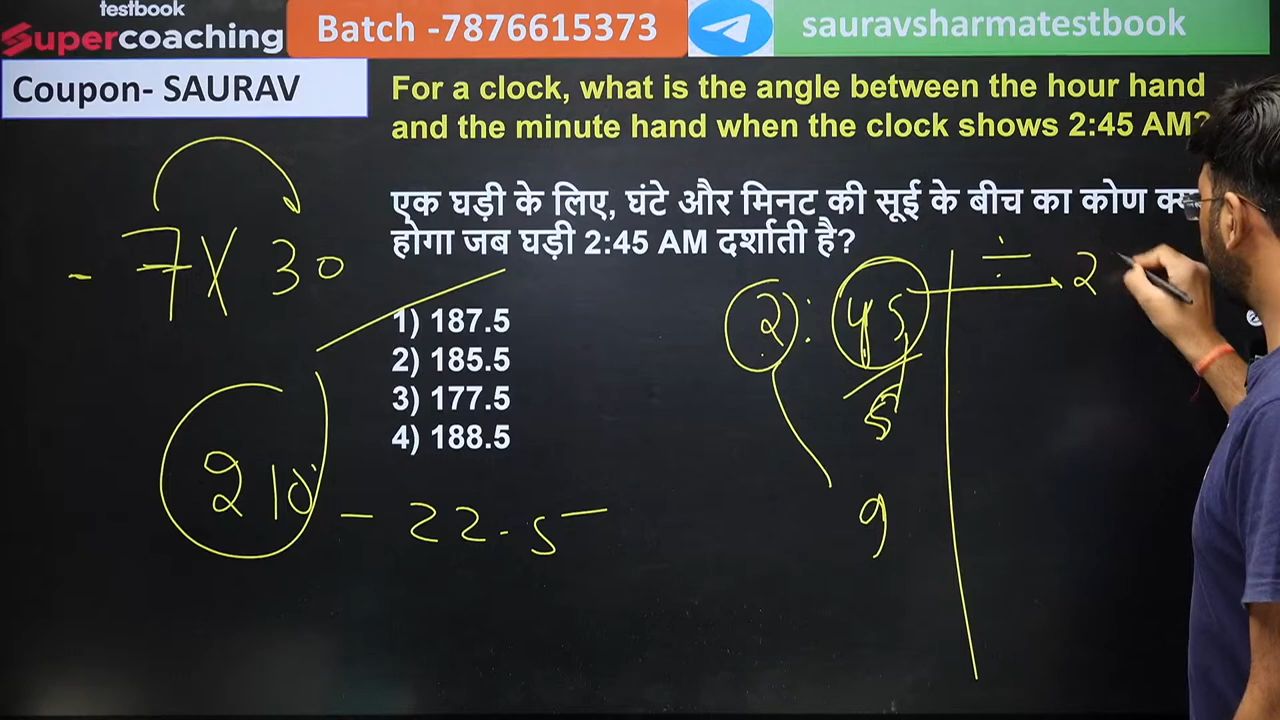 testbook
Supercoaching
Batch -7876615373
sauravsharmatestbook
Coupon- SAURAV
For a clock, what is the angle between the hour hand
and the minute hand when the clock shows 2:45 AM?
एक घड़ी के लिए, घंटे और मिनट की सूई के बीच का कोण
होगा जब घड़ी 2:45 AM दर्शाती है?
1) 187.5
2) 185.5
3) 177.5
4) 188.5
- 7 X 30
210 - 22.5
2 : 45
5
9
÷ 2